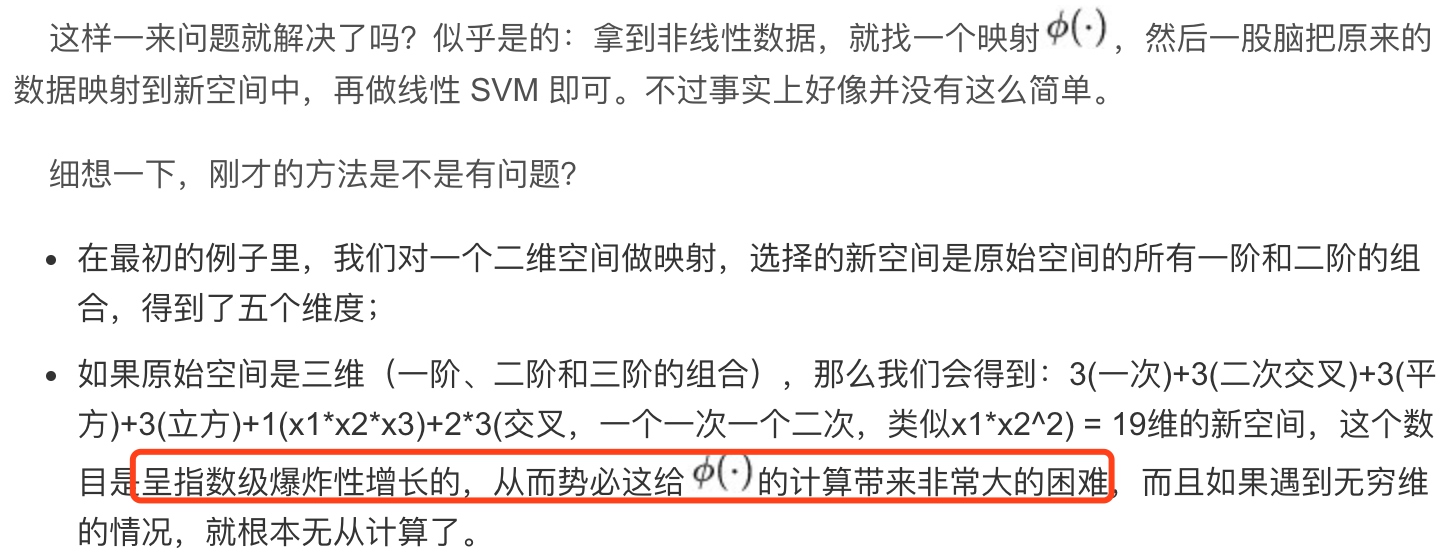 这样一来问题就解决了吗？似乎是的：拿到非线性数据，就找一个映射 ϕ(·)，然后一股脑把原来的
数据映射到新空间中，再做线性 SVM 即可。不过事实上好像并没有这么简单。
细想一下，刚才的方法是不是有问题？
• 在最初的例子里，我们对一个二维空间做映射，选择的新空间是原始空间的所有一阶和二阶的组
合，得到了五个维度；
• 如果原始空间是三维（一阶、二阶和三阶的组合），那么我们会得到：3(一次)+3(二次交叉)+3(平
方)+3(立方)+1(x1*x2*x3)+2*3(交叉，一个一次一个二次，类似x1*x2^2) = 19维的新空间，这个数
目是呈指数级爆炸性增长的，从而势必这给 ϕ(·) 的计算带来非常大的困难，而且如果遇到无穷维
的情况，就根本无从计算了。